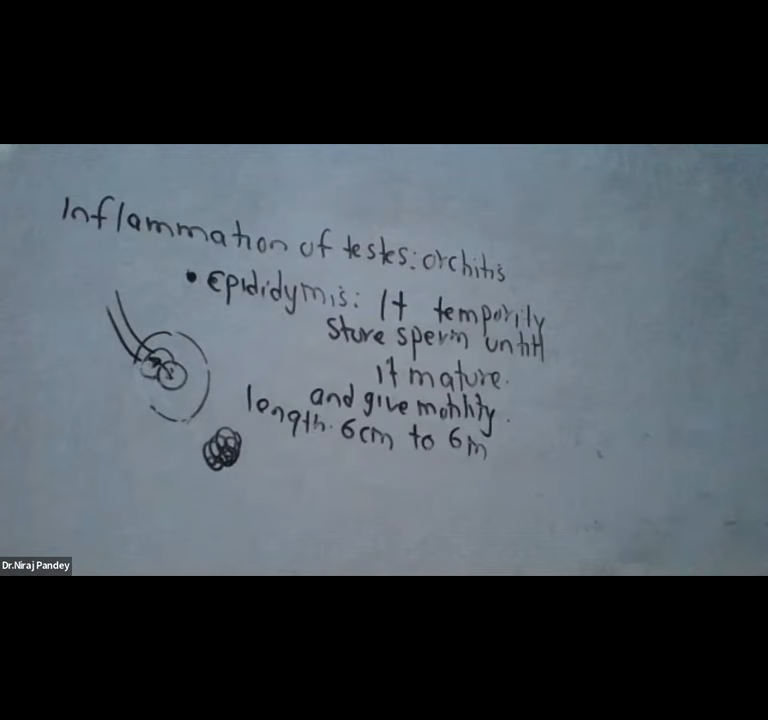 Inflammation of testes: orchitis
• Epididymis: It temporily
store sperm until
it mature.
and give motility.
length. 6cm to 6m
Dr.Niraj Pandey